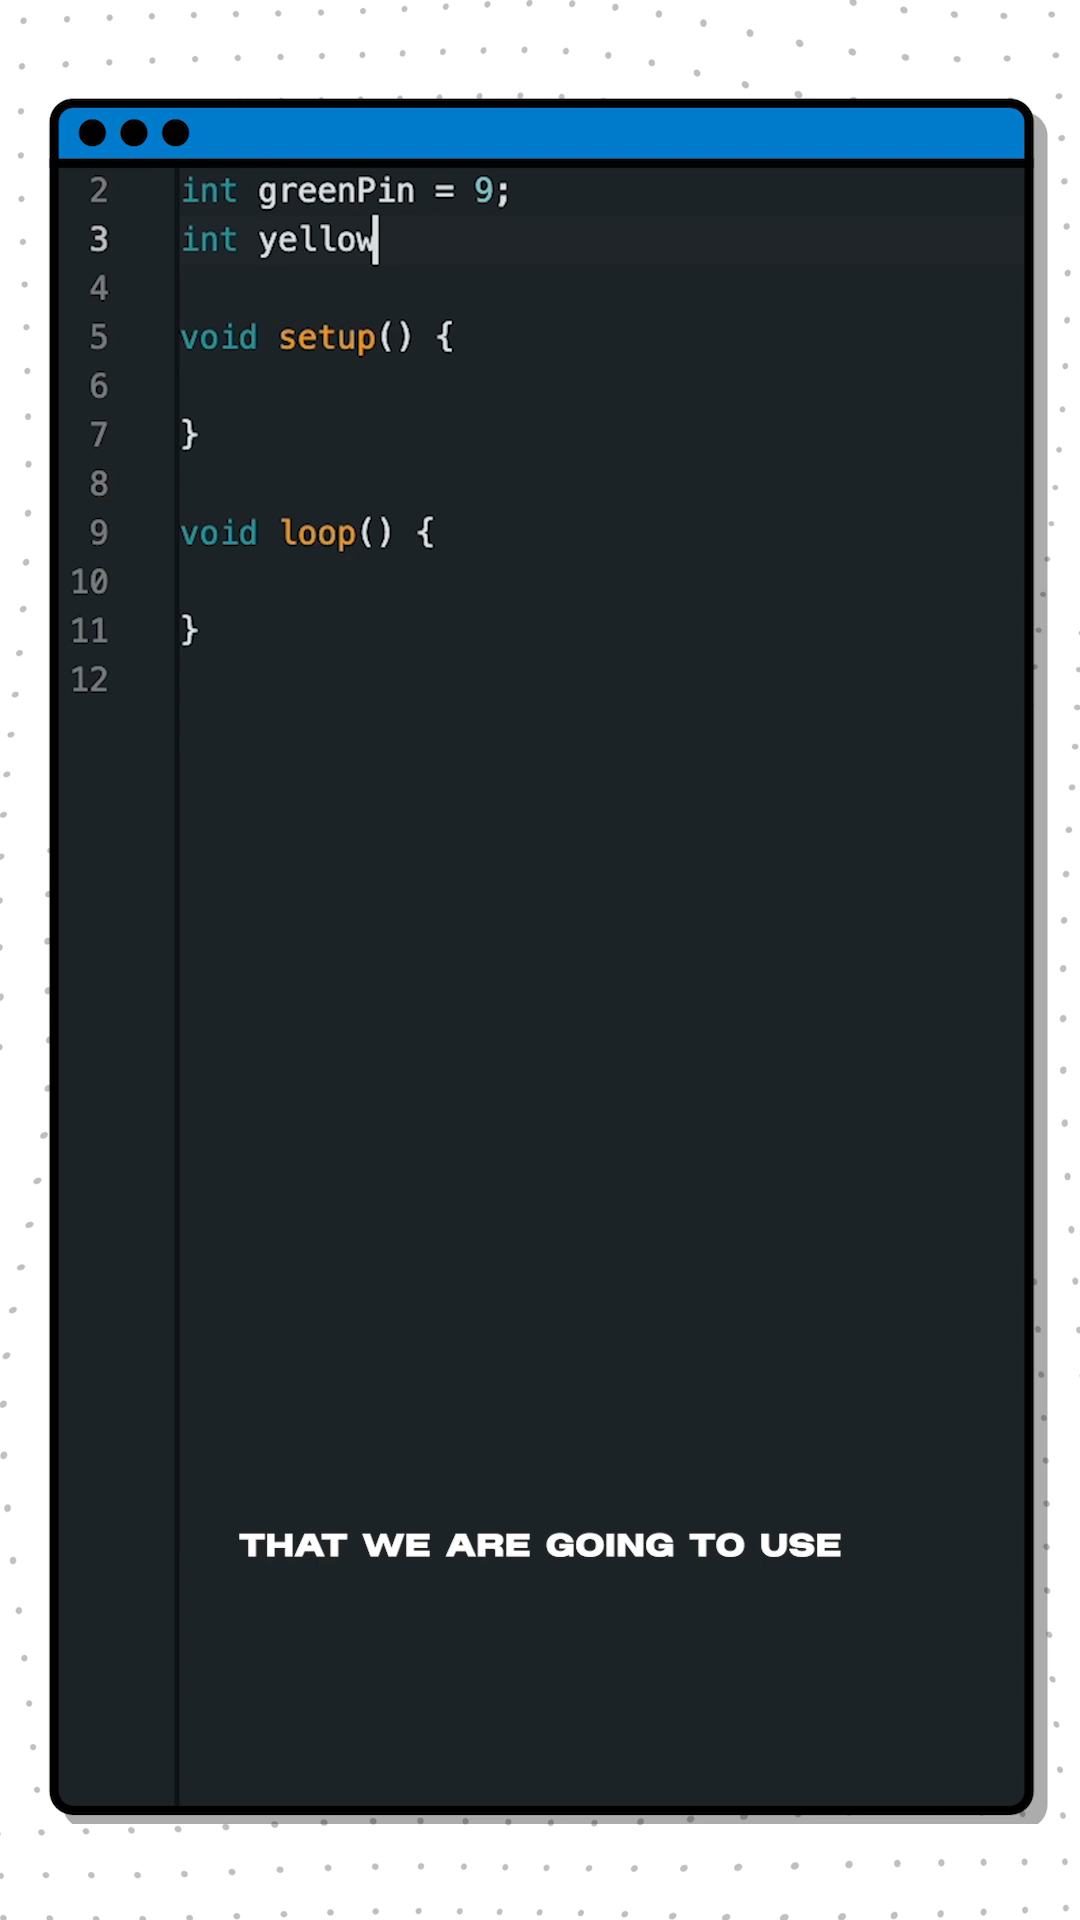 2 int greenPin = 9;
3 int yellow
4
5 void setup() {
6
7 }
8
9 void loop() {
10
11 }
12
THAT WE ARE GOING TO USE